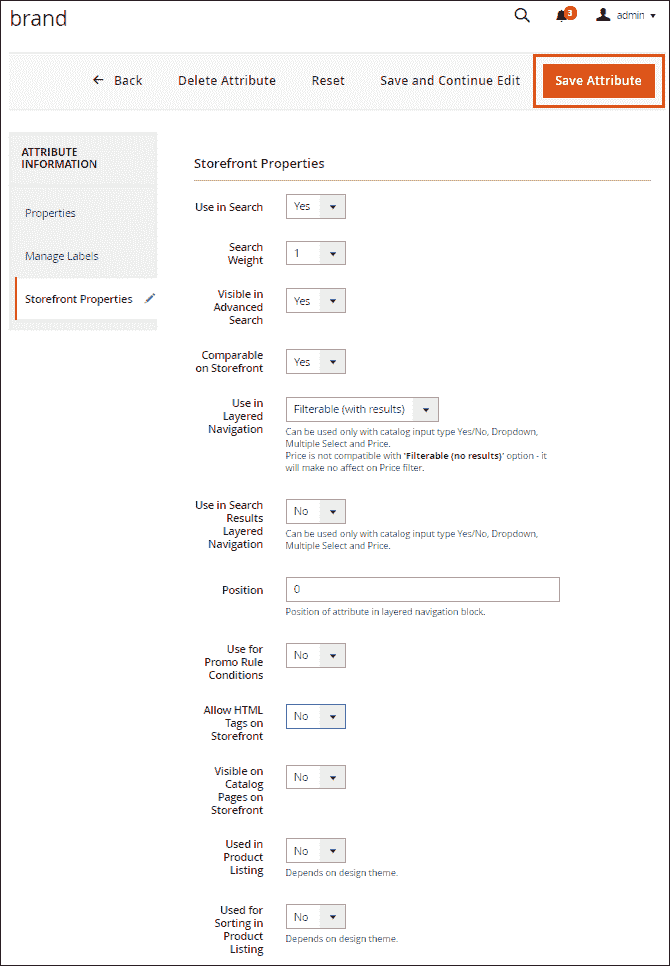 brand
3
admin
Back
Delete Attribute
Reset
Save and Continue Edit
Save Attribute
ATTRIBUTE
INFORMATION
Properties
Manage Labels
Storefront Properties
Storefront Properties
Use in Search
Yes
Search
Weight
1
Visible in
Advanced
Search
Yes
Comparable
on Storefront
Yes
Use in
Layered
Navigation
Filterable (with results)
Can be used only with catalog input type Yes/No, Dropdown,
Multiple Select and Price.
Price is not compatible with 'Filterable (no results)' option - it
will make no affect on Price filter.
Use in Search
Results
Layered
Navigation
No
Can be used only with catalog input type Yes/No, Dropdown,
Multiple Select and Price.
Position
0
Position of attribute in layered navigation block.
Use for
Promo Rule
Conditions
No
Allow HTML
Tags on
Storefront
No
Visible on
Catalog
Pages on
Storefront
No
Used in
Product
Listing
No
Depends on design theme.
Used for
Sorting in
Product
Listing
No
Depends on design theme.